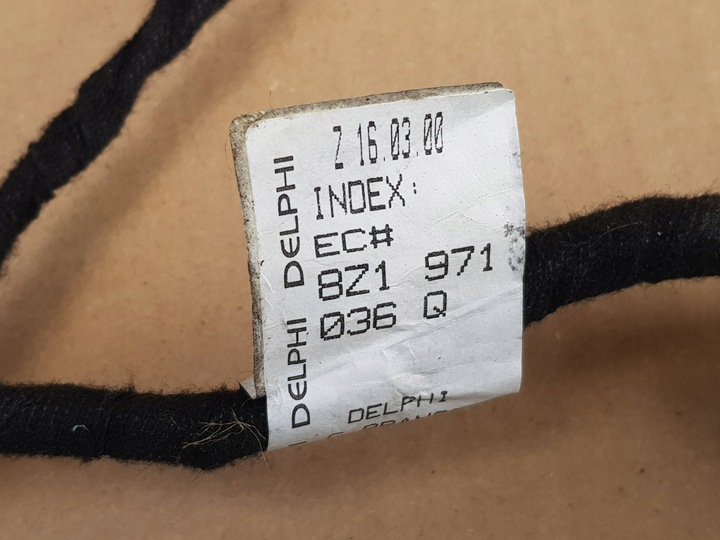 Z 16.03.00
INDEX:
EC#
8Z1 971
036 Q
DELPHI
DELPHI DELPHI